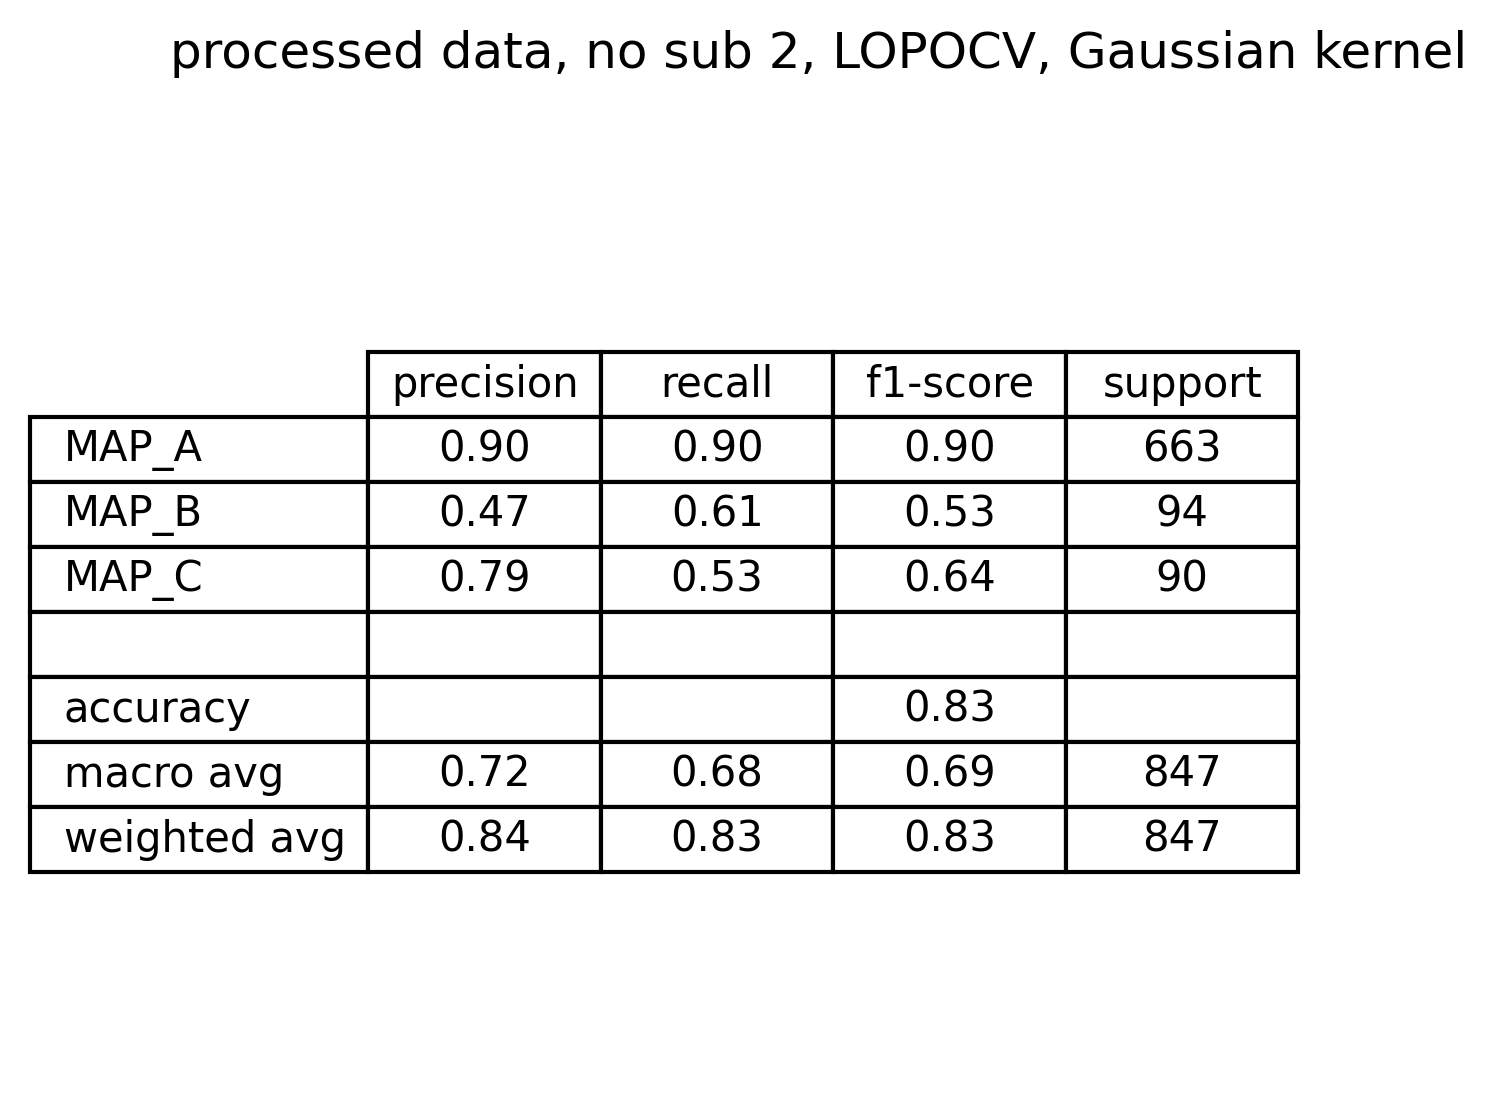 processed data, no sub 2, LOPOCV, Gaussian kernel
precision recall f1-score support
MAP_A 0.90 0.90 0.90 663
MAP_B 0.47 0.61 0.53 94
MAP_C 0.79 0.53 0.64 90
accuracy 0.83
macro avg 0.72 0.68 0.69 847
weighted avg 0.84 0.83 0.83 847